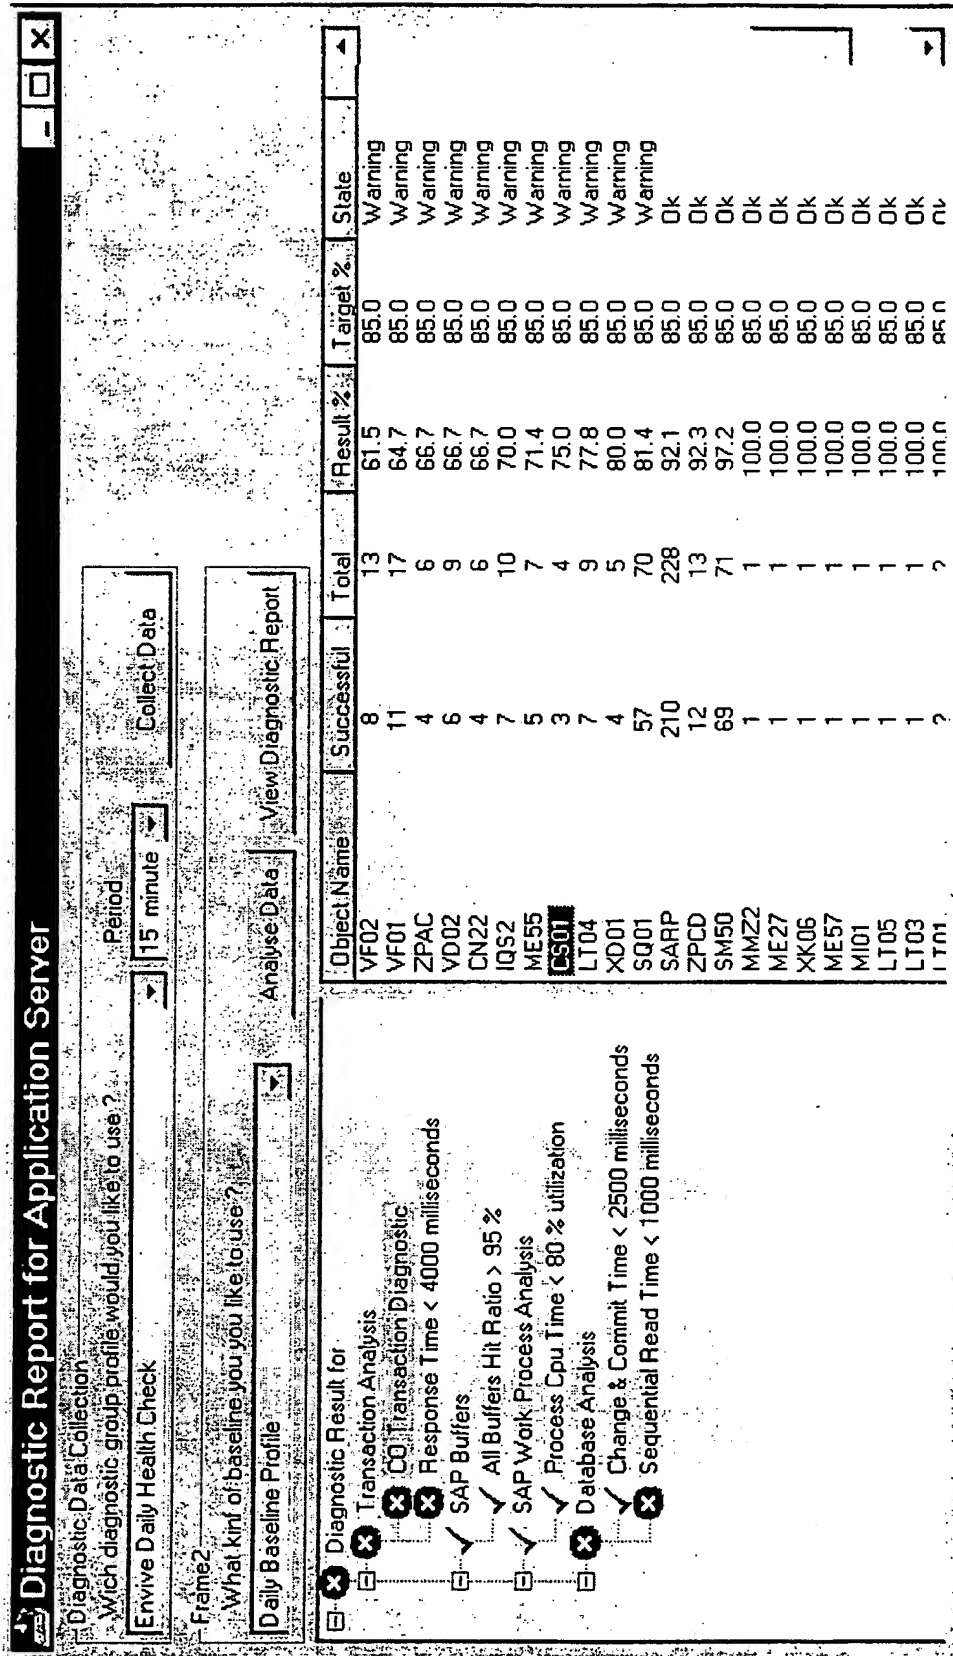 Diagnostic Report for Application Server
Diagnostic Data Collection
Wich diagnostic group profile would you like to use ?
Period
Envive Daily Health Check
15 minute
Collect Data
Frame2
What kinf of baseline you you like to use ?
Daily Baseline Profile
Analyse Data
View Diagnostic Report
Diagnostic Result for
Transaction Analysis
CO Transaction Diagnostic
Response Time < 4000 milliseconds
SAP Buffers
All Buffers Hit Ratio > 95 %
SAP Work Process Analysis
Process Cpu Time < 80 % utilization
Database Analysis
Change & Commit Time < 2500 milliseconds
Sequential Read Time < 1000 milliseconds
Object Name Successful Total Result % Target % State
VF02 8 13 61.5 85.0 Warning
VF01 11 17 64.7 85.0 Warning
ZPAC 4 6 66.7 85.0 Warning
VD02 6 9 66.7 85.0 Warning
CN22 4 6 66.7 85.0 Warning
IQS2 7 10 70.0 85.0 Warning
ME55 5 7 71.4 85.0 Warning
CS01 3 4 75.0 85.0 Warning
LT04 7 9 77.8 85.0 Warning
XD01 4 5 80.0 85.0 Warning
SQ01 57 70 81.4 85.0 Warning
SARP 210 228 92.1 85.0 Ok
ZPCD 12 13 92.3 85.0 Ok
SM50 69 71 97.2 85.0 Ok
MMZ2 1 1 100.0 85.0 Ok
ME27 1 1 100.0 85.0 Ok
XK06 1 1 100.0 85.0 Ok
ME57 1 1 100.0 85.0 Ok
MI01 1 1 100.0 85.0 Ok
LT05 1 1 100.0 85.0 Ok
LT03 1 1 100.0 85.0 Ok
LT01 100.0 85.0 Ok